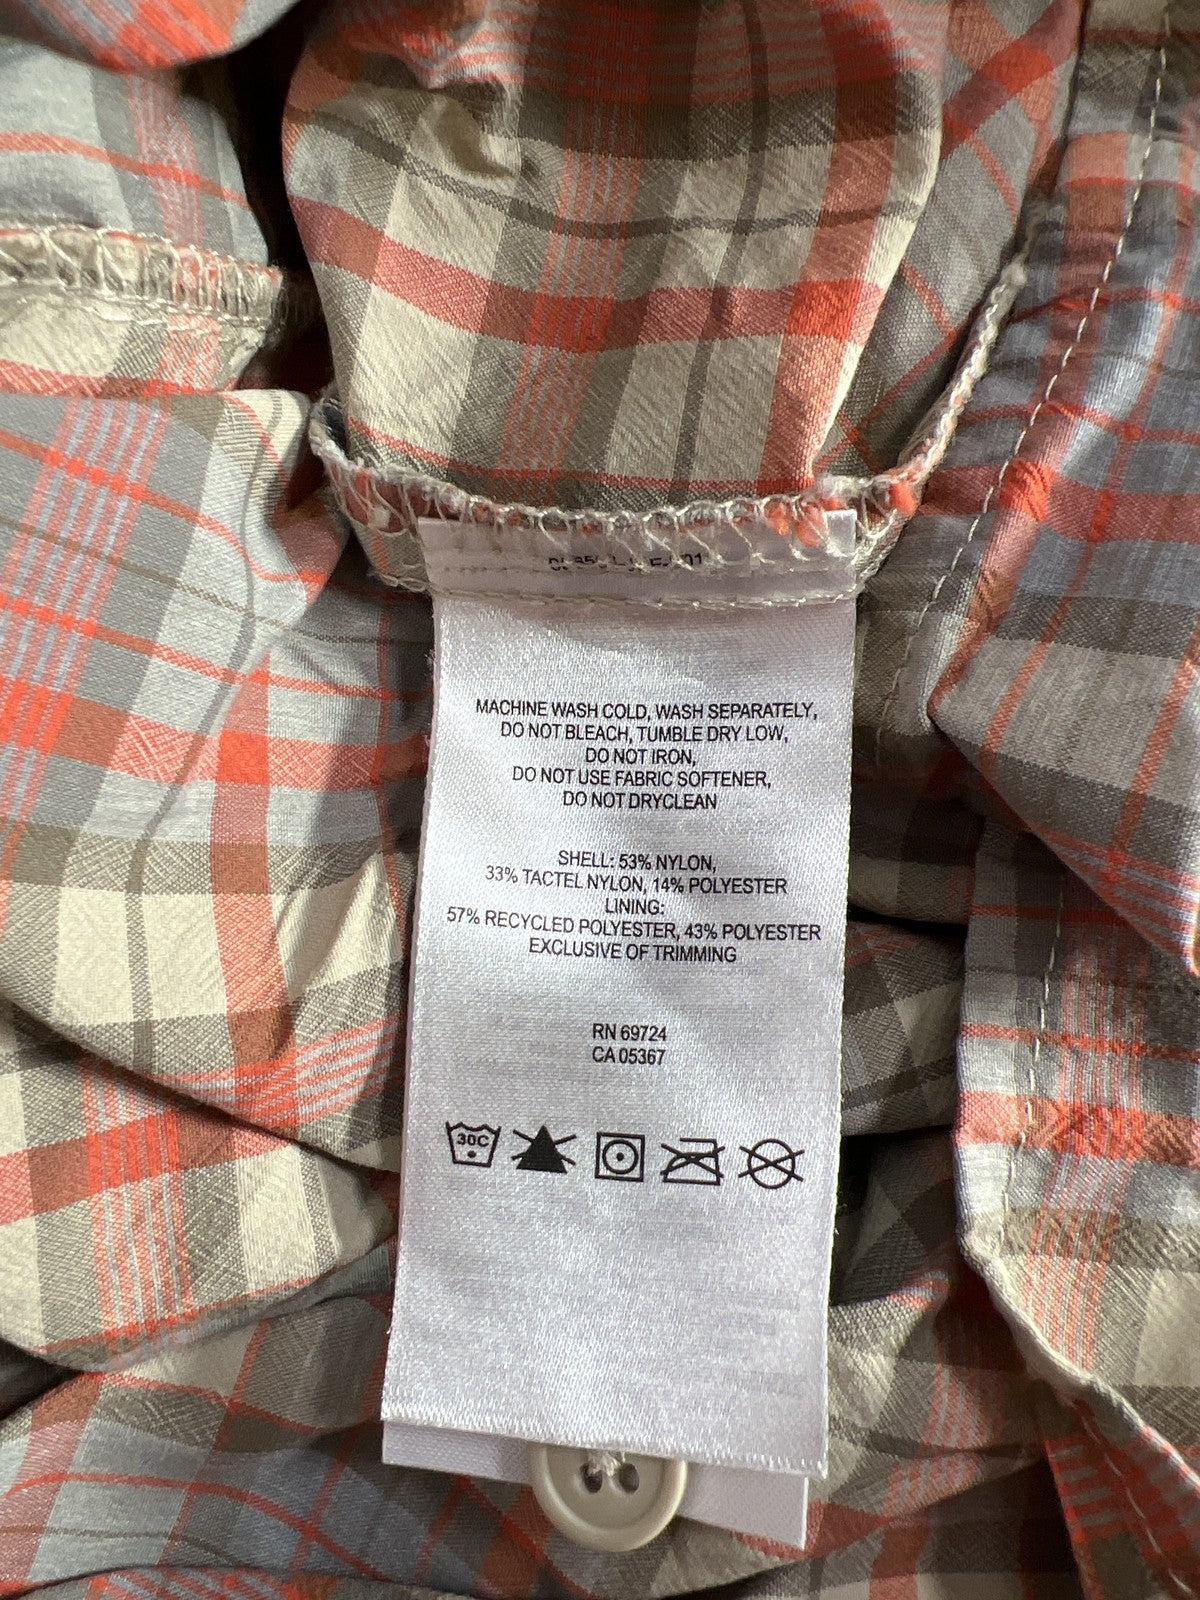 MACHINE WASH COLD, WASH SEPARATELY,
DO NOT BLEACH, TUMBLE DRY LOW,
DO NOT IRON,
DO NOT USE FABRIC SOFTENER,
DO NOT DRYCLEAN
SHELL: 53% NYLON,
33% TACTEL NYLON, 14% POLYESTER
LINING:
57% RECYCLED POLYESTER, 43% POLYESTER
EXCLUSIVE OF TRIMMING
RN 69724
CA 05367
30C